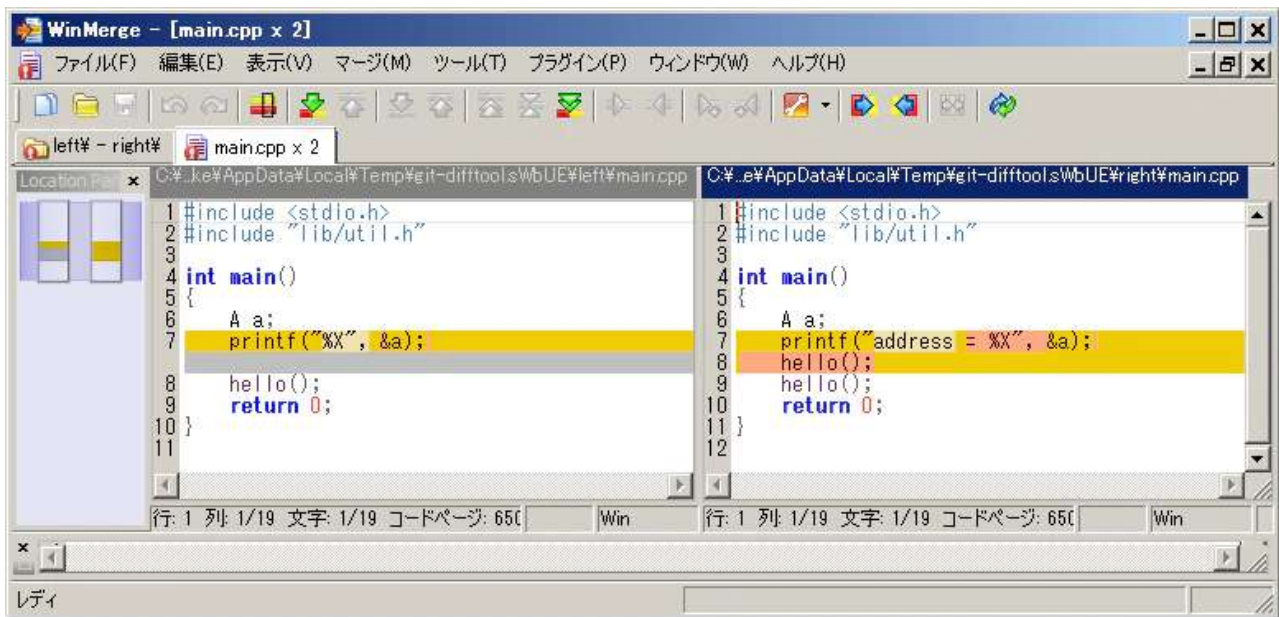 WinMerge - [main.cpp x 2]
ファイル(F) 編集(E) 表示(V) マージ(M) ツール(T) プラグイン(P) ウィンドウ(W) ヘルプ(H)
left¥ - right¥ main.cpp x 2
Location Pan
C:¥...ke¥AppData¥Local¥Temp¥git-difftool.sWbUE¥left¥main.cpp
1 #include <stdio.h>
2 #include "lib/util.h"
3
4 int main()
5 {
6 A a;
7 printf("%X", &a);
8 hello();
9 return 0;
10 }
11
行: 1 列: 1/19 文字: 1/19 コードページ: 650 Win
C:¥...e¥AppData¥Local¥Temp¥git-difftool.sWbUE¥right¥main.cpp
1 #include <stdio.h>
2 #include "lib/util.h"
3
4 int main()
5 {
6 A a;
7 printf("address = %X", &a);
8 hello();
9 hello();
10 return 0;
11 }
12
行: 1 列: 1/19 文字: 1/19 コードページ: 650 Win
レディ